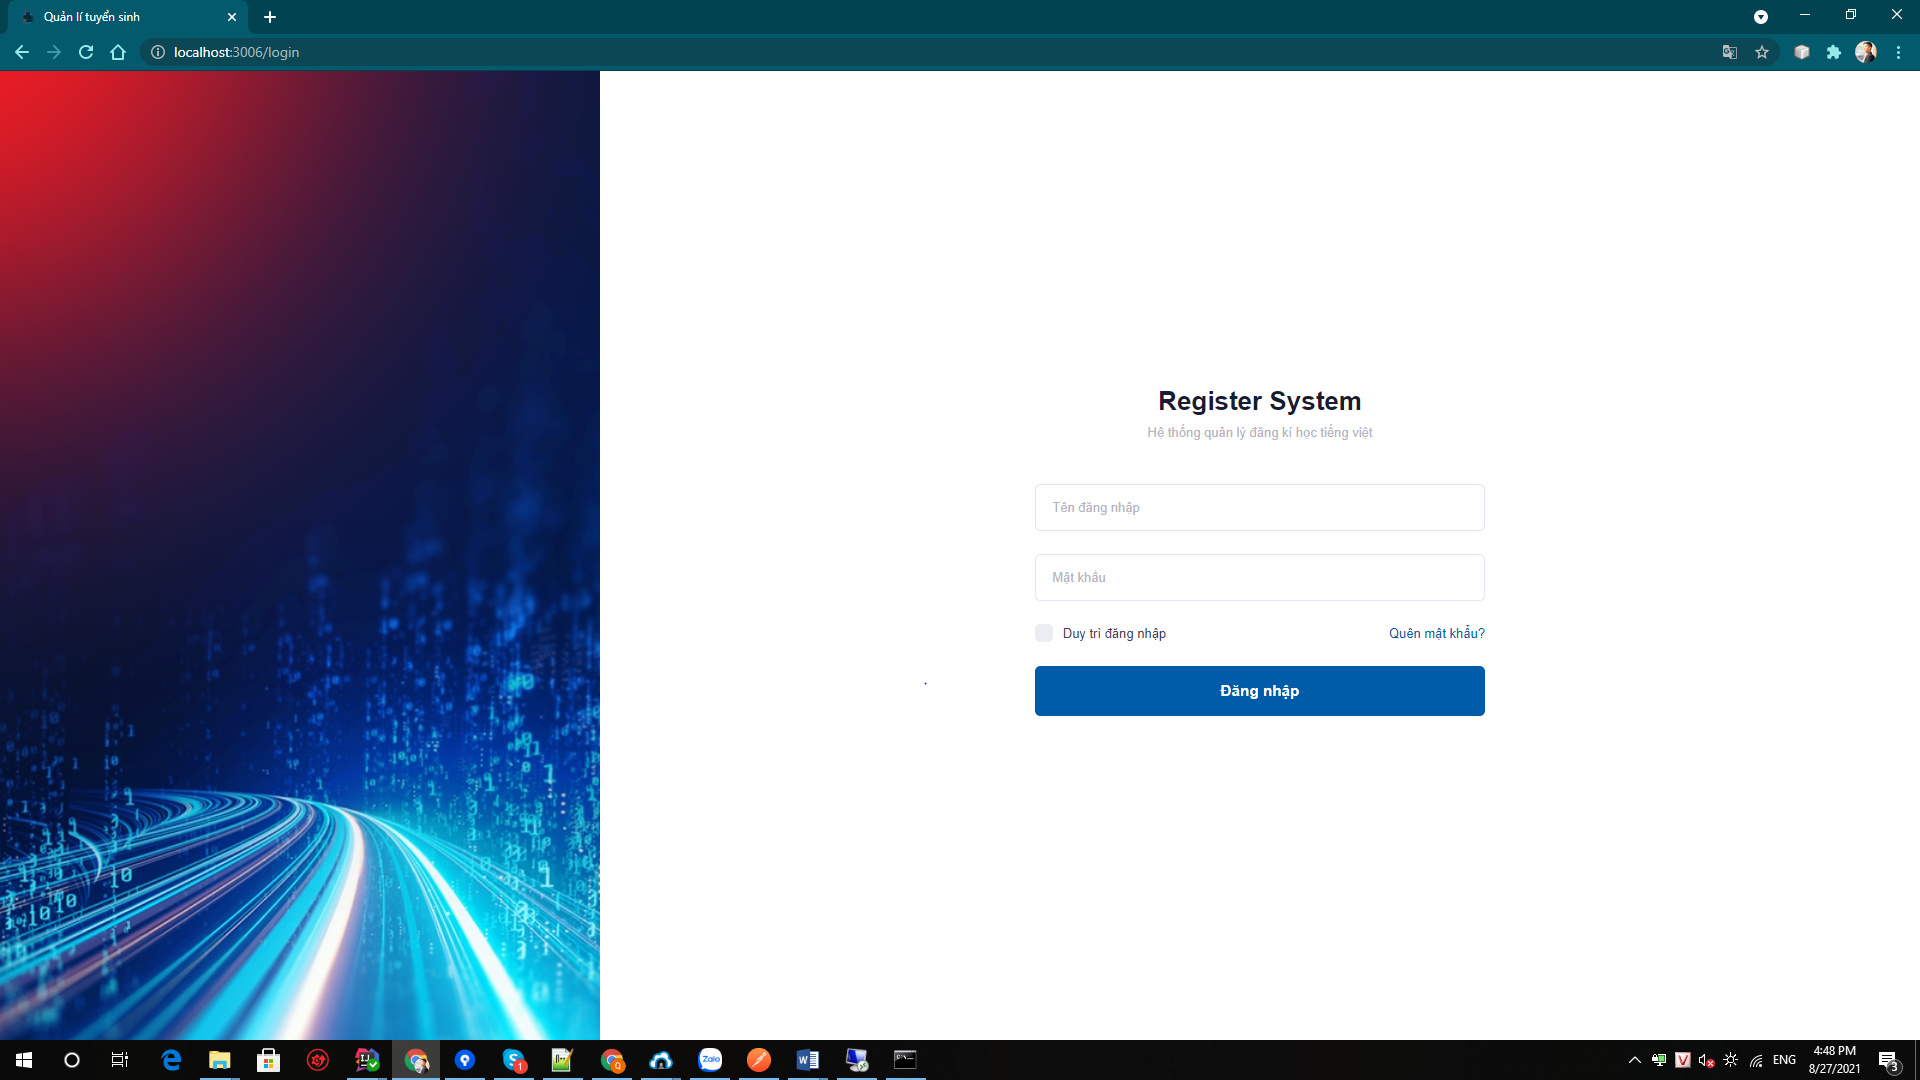 Quản lí tuyển sinh
localhost:3006/login
Register System
Hệ thống quản lý đăng kí học tiếng việt
Tên đăng nhập
Mật khẩu
Duy trì đăng nhập
Quên mật khẩu?
Đăng nhập
Zalo
ENG
4:48 PM
8/27/2021
3